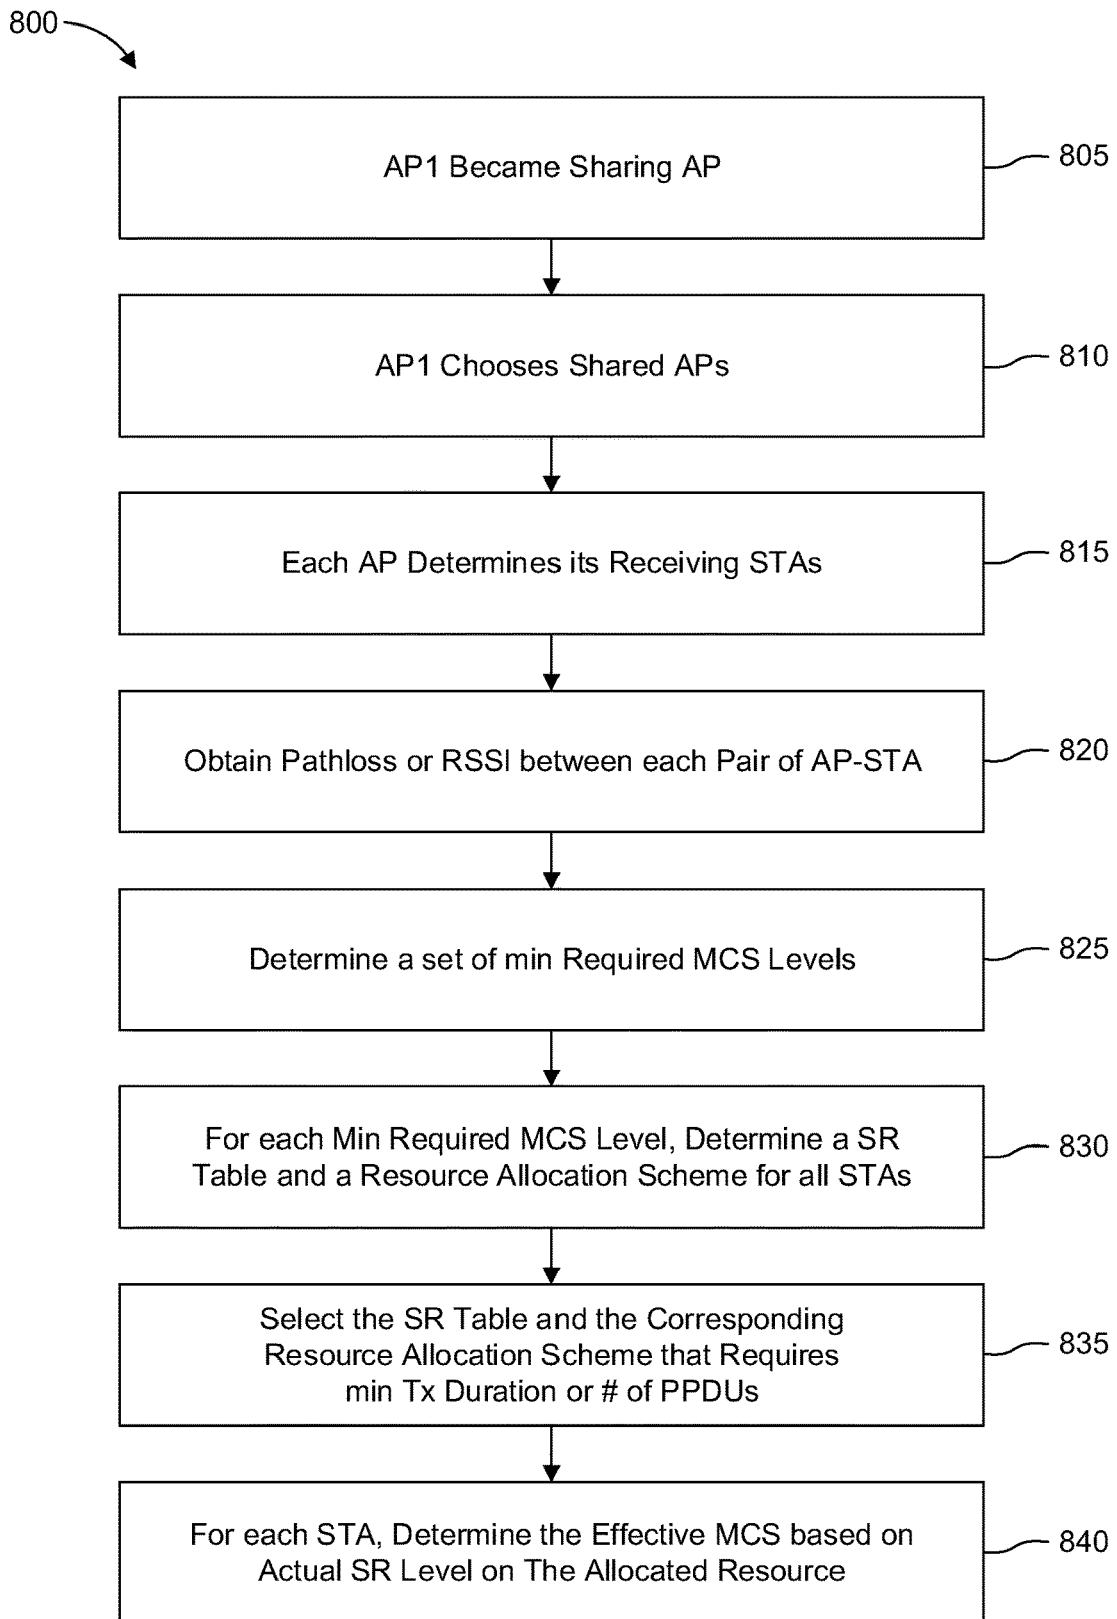 800
AP1 Became Sharing AP
805
AP1 Chooses Shared APs
810
Each AP Determines its Receiving STAs
815
Obtain Pathloss or RSSI between each Pair of AP-STA
820
Determine a set of min Required MCS Levels
825
For each Min Required MCS Level, Determine a SR
Table and a Resource Allocation Scheme for all STAs
830
Select the SR Table and the Corresponding
Resource Allocation Scheme that Requires
min Tx Duration or # of PPDUs
835
For each STA, Determine the Effective MCS based on
Actual SR Level on The Allocated Resource
840